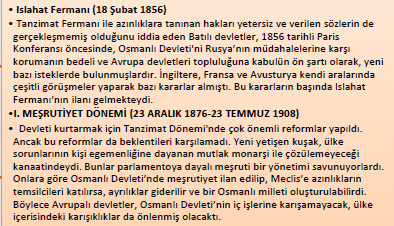 • Islahat Fermanı (18 Şubat 1856)
• Tanzimat Fermanı ile azınlıklara tanınan hakları yetersiz ve verilen sözlerin de
gerçekleşmemiş olduğunu iddia eden Batılı devletler, 1856 tarihli Paris
Konferansı öncesinde, Osmanlı Devleti'ni Rusya'nın müdahalelerine karşı
korumanın bedeli ve Avrupa devletleri topluluğuna kabulün ön şartı olarak, yeni
bazı isteklerde bulunmuşlardır. İngiltere, Fransa ve Avusturya kendi aralarında
çeşitli görüşmeler yaparak bazı kararlar almıştı. Bu kararların başında Islahat
Fermanı'nın ilanı gelmekteydi.
•I. MEŞRUTİYET DÖNEMİ (23 ARALIK 1876-23 TEMMUZ 1908)
• Devleti kurtarmak için Tanzimat Dönemi'nde çok önemli reformlar yapıldı.
Ancak bu reformlar da beklentileri karşılamadı. Yeni yetişen kuşak, ülke
sorunlarının kişi egemenliğine dayanan mutlak monarşi ile çözülemeyeceği
kanaatindeydi. Bunlar parlamentoya dayalı meşruti bir yönetimi savunuyorlardı.
Onlara göre Osmanlı Devleti'nde meşrutiyet ilan edilip, Meclis'e azınlıkların
temsilcileri katılırsa, ayrılıklar giderilir ve bir Osmanlı milleti oluşturulabilirdi.
Böylece Avrupalı devletler, Osmanlı Devleti'nin iç işlerine karışamayacak, ülke
içerisindeki karışıklıklar da önlenmiş olacaktı.